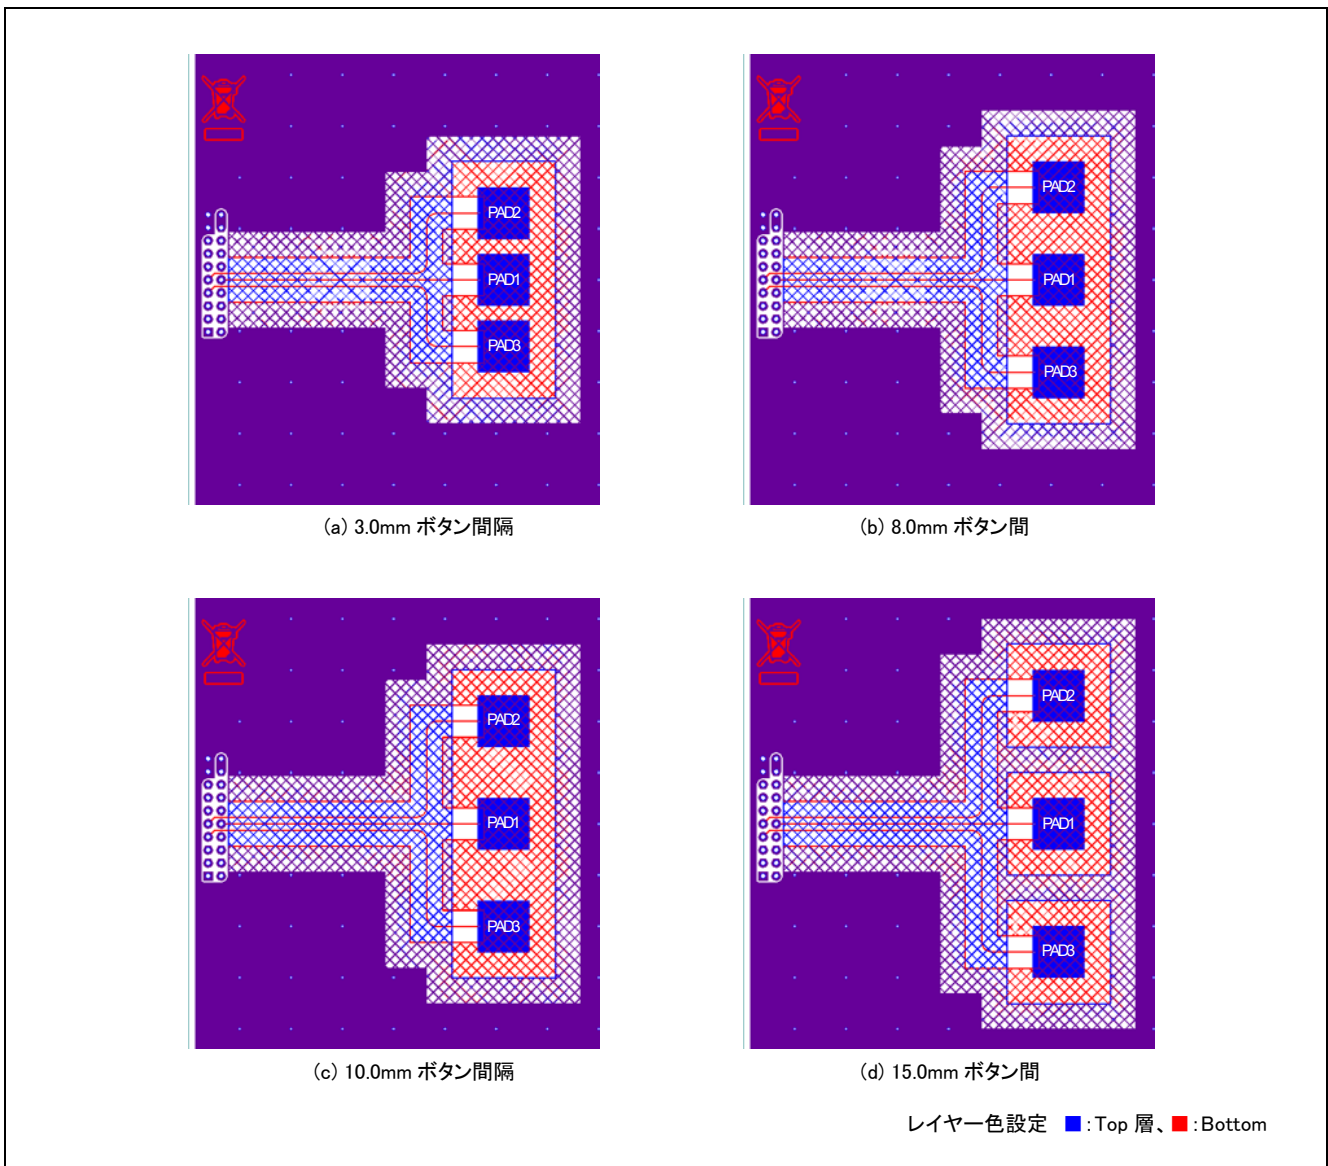 PAD2
PAD1
PAD3
(a) 3.0mm ボタン間隔
PAD2
PAD1
PAD3
(b) 8.0mm ボタン間
PAD2
PAD1
PAD3
(c) 10.0mm ボタン間隔
PAD2
PAD1
PAD3
(d) 15.0mm ボタン間
レイヤー色設定 ■:Top 層、■:Bottom